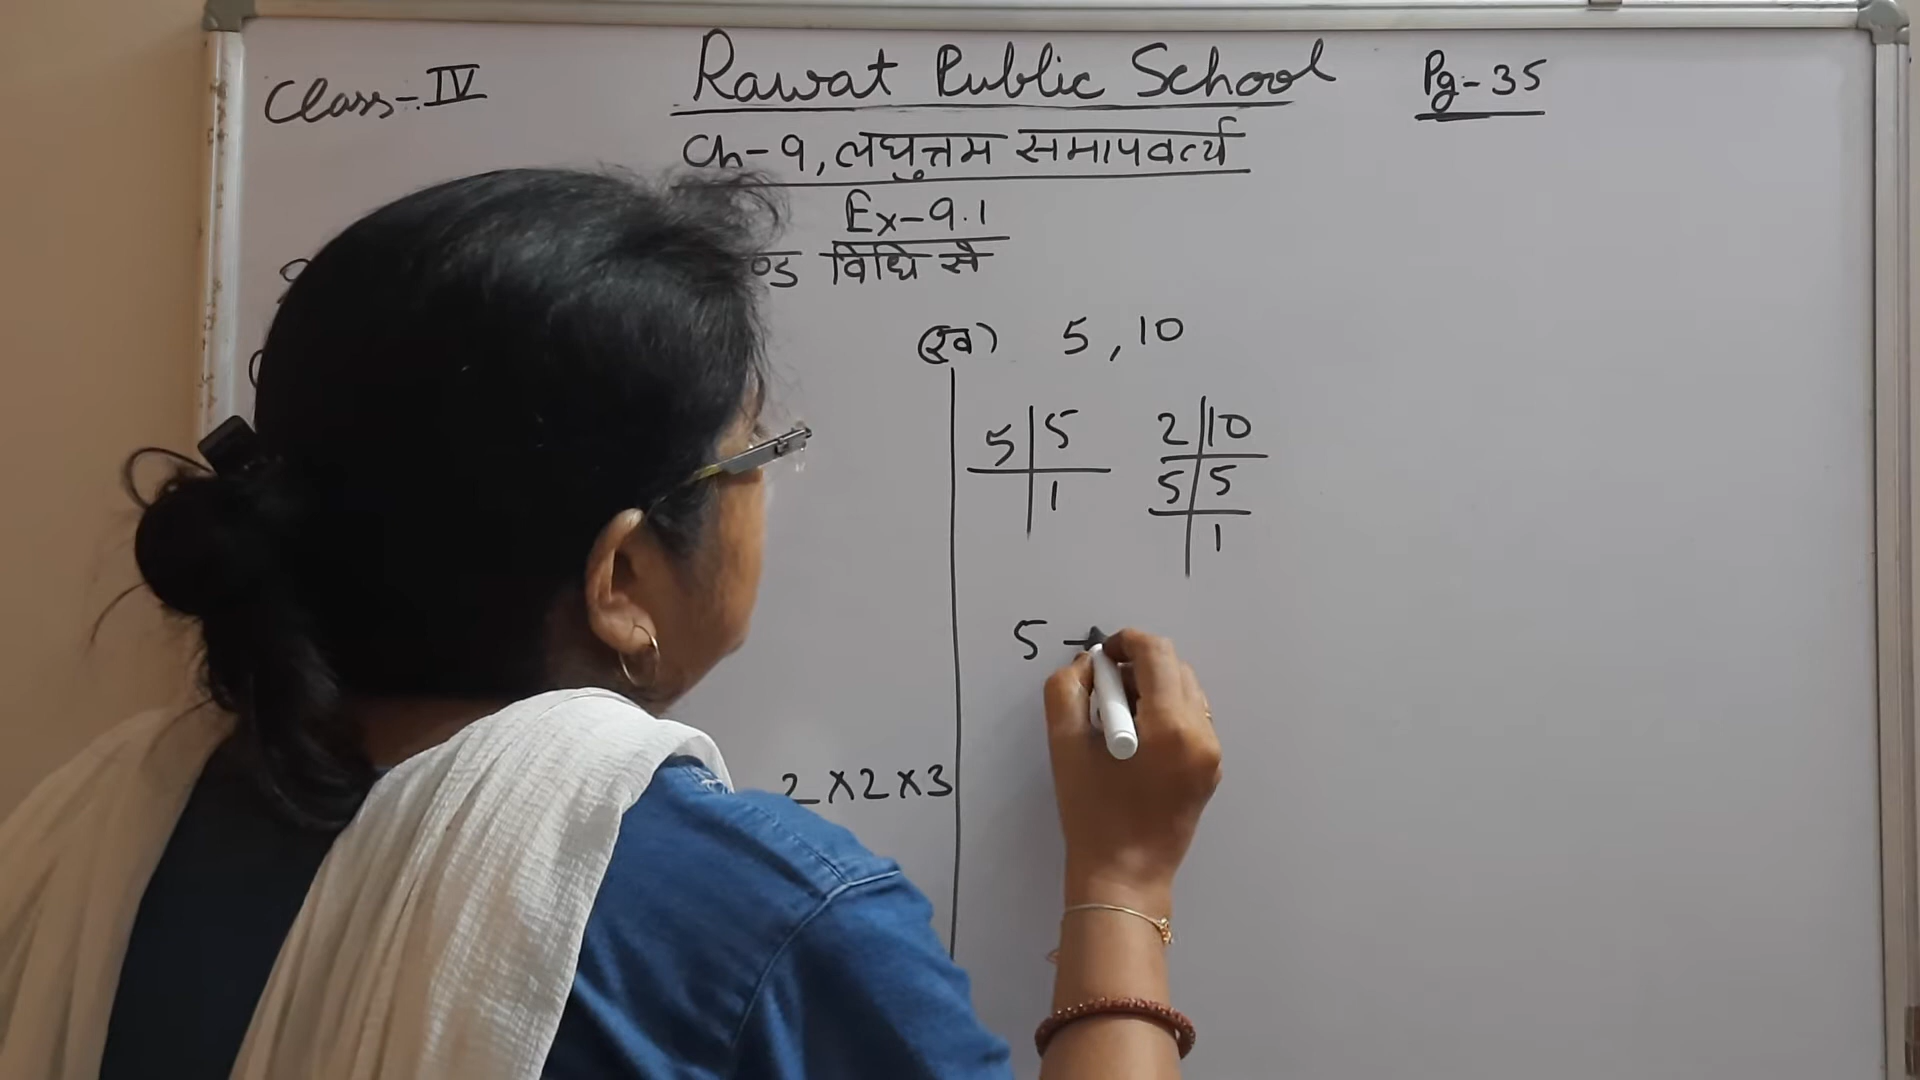 Class-IV Rawat Public School Pg-35
Ch-9, लघुत्तम समापवर्त्य
Ex-9.1
विधि से
(ख) 5, 10
5 | 5
1
2 | 10
5 | 5
1
5 -
2×2×3